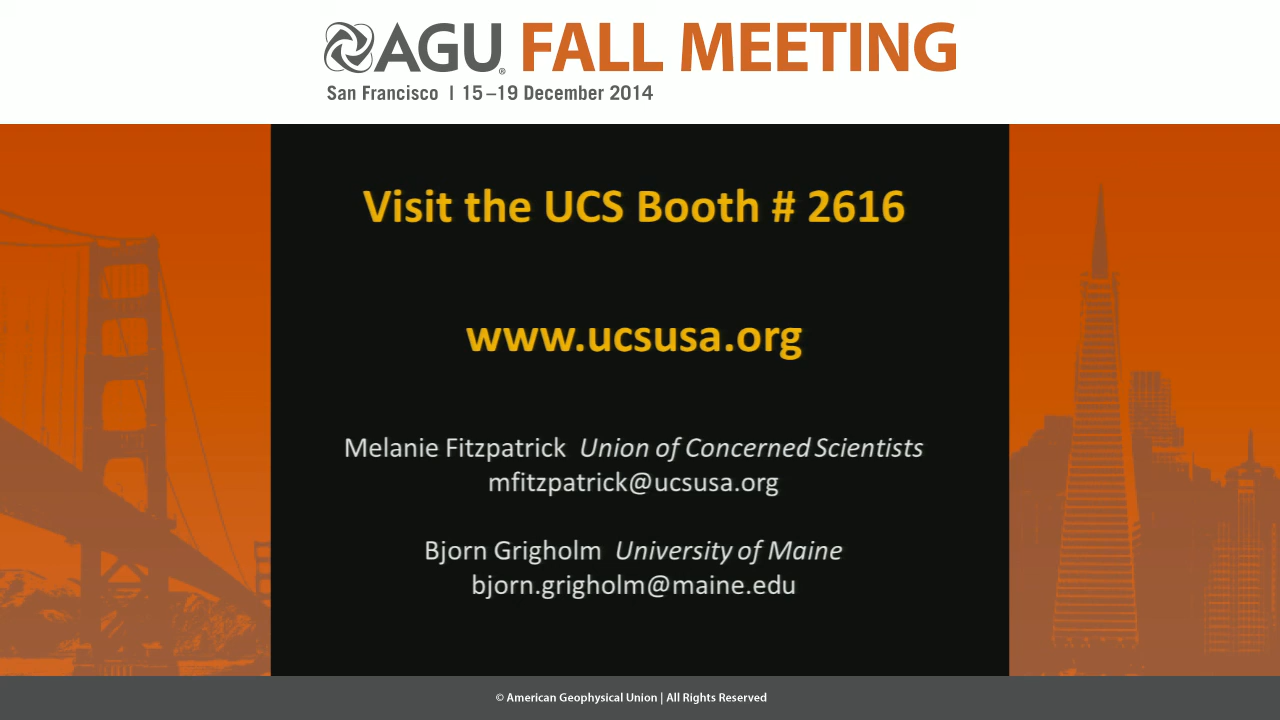 AGU® FALL MEETING
San Francisco | 15–19 December 2014
Visit the UCS Booth # 2616
www.ucsusa.org
Melanie Fitzpatrick Union of Concerned Scientists
mfitzpatrick@ucsusa.org
Bjorn Grigholm University of Maine
bjorn.grigholm@maine.edu
© American Geophysical Union | All Rights Reserved